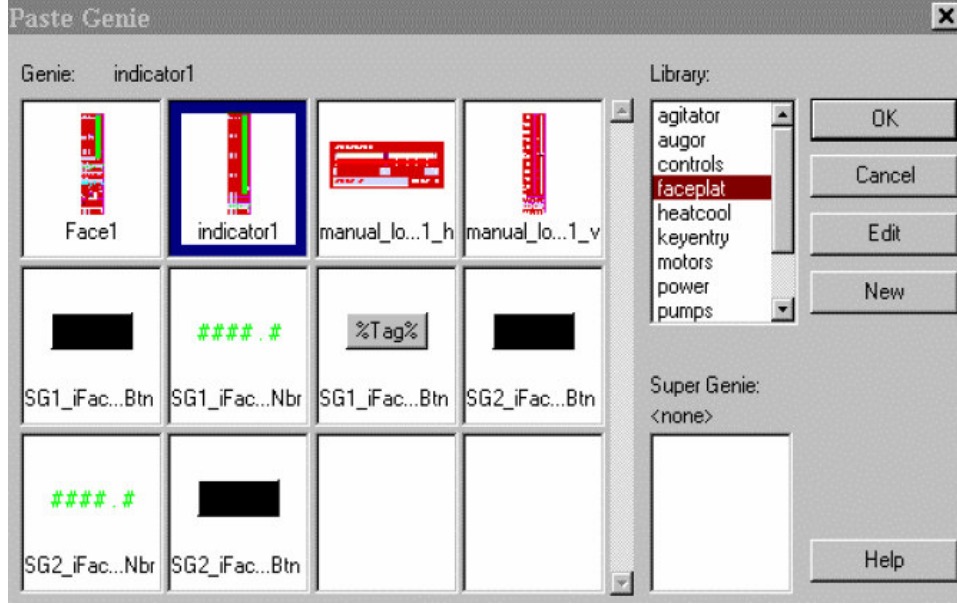 Paste Genie
Genie: indicator1
Face1
indicator1
manual_lo...1_h
manual_lo...1_v
####.#
%Tag%
SG1_iFac...Btn
SG1_iFac...Nbr
SG1_iFac...Btn
SG2_iFac...Btn
####.#
SG2_iFac...Nbr
SG2_iFac...Btn
Library:
agitator
augor
controls
faceplat
heatcool
keyentry
motors
power
pumps
Super Genie:
<none>
OK
Cancel
Edit
New
Help